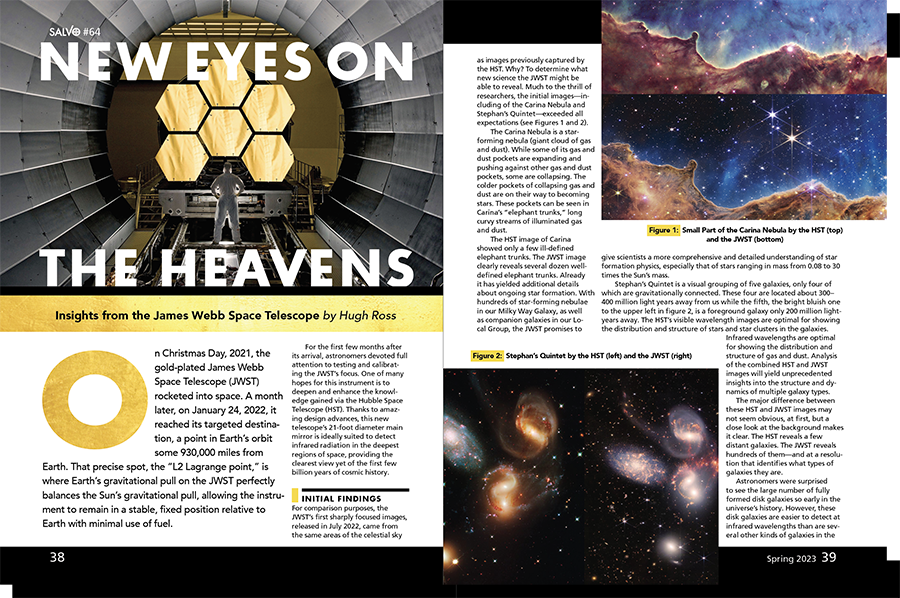 SALVO #64
NEW EYES ON
THE HEAVENS
Insights from the James Webb Space Telescope by Hugh Ross
On Christmas Day, 2021, the
gold-plated James Webb
Space Telescope (JWST)
rocketed into space. A month
later, on January 24, 2022, it
reached its targeted destina-
tion, a point in Earth's orbit
some 930,000 miles from
Earth. That precise spot, the "L2 Lagrange point," is
where Earth's gravitational pull on the JWST perfectly
balances the Sun's gravitational pull, allowing the instru-
ment to remain in a stable, fixed position relative to
Earth with minimal use of fuel.
For the first few months after
its arrival, astronomers devoted full
attention to testing and calibrat-
ing the JWST's focus. One of many
hopes for this instrument is to
deepen and enhance the knowl-
edge gained via the Hubble Space
Telescope (HST). Thanks to amaz-
ing design advances, this new
telescope's 21-foot diameter main
mirror is ideally suited to detect
infrared radiation in the deepest
regions of space, providing the
clearest view yet of the first few
billion years of cosmic history.
INITIAL FINDINGS
For comparison purposes, the
JWST's first sharply focused images,
released in July 2022, came from
the same areas of the celestial sky
38
as images previously captured by
the HST. Why? To determine what
new science the JWST might be
able to reveal. Much to the thrill of
researchers, the initial images—in-
cluding of the Carina Nebula and
Stephan's Quintet—exceeded all
expectations (see Figures 1 and 2).
The Carina Nebula is a star-
forming nebula (giant cloud of gas
and dust). While some of its gas and
dust pockets are expanding and
pushing against other gas and dust
pockets, some are collapsing. The
colder pockets of collapsing gas and
dust are on their way to becoming
stars. These pockets can be seen in
Carina's "elephant trunks," long
curvy streams of illuminated gas
and dust.
The HST image of Carina
showed only a few ill-defined
elephant trunks. The JWST image
clearly reveals several dozen well-
defined elephant trunks. Already
it has yielded additional details
about ongoing star formation. With
hundreds of star-forming nebulae
in our Milky Way Galaxy, as well
as companion galaxies in our Lo-
cal Group, the JWST promises to
Figure 1: Small Part of the Carina Nebula by the HST (top)
and the JWST (bottom)
give scientists a more comprehensive and detailed understanding of star
formation physics, especially that of stars ranging in mass from 0.08 to 30
times the Sun's mass.
Stephan's Quintet is a visual grouping of five galaxies, only four of
which are gravitationally connected. These four are located about 300–
400 million light years away from us while the fifth, the bright bluish one
to the upper left in figure 2, is a foreground galaxy only 200 million light-
years away. The HST's visible wavelength images are optimal for showing
the distribution and structure of stars and star clusters in the galaxies.
Infrared wavelengths are optimal
for showing the distribution and
structure of gas and dust. Analysis
of the combined HST and JWST
images will yield unprecedented
insights into the structure and dy-
namics of multiple galaxy types.
The major difference between
these HST and JWST images may
not seem obvious, at first, but a
close look at the background makes
it clear. The HST reveals a few
distant galaxies. The JWST reveals
hundreds of them—and at a resolu-
tion that identifies what types of
galaxies they are.
Astronomers were surprised
to see the large number of fully
formed disk galaxies so early in the
universe's history. However, these
disk galaxies are easier to detect at
infrared wavelengths than are sev-
eral other kinds of galaxies in the
Figure 2: Stephan's Quintet by the HST (left) and the JWST (right)
Spring 2023 39